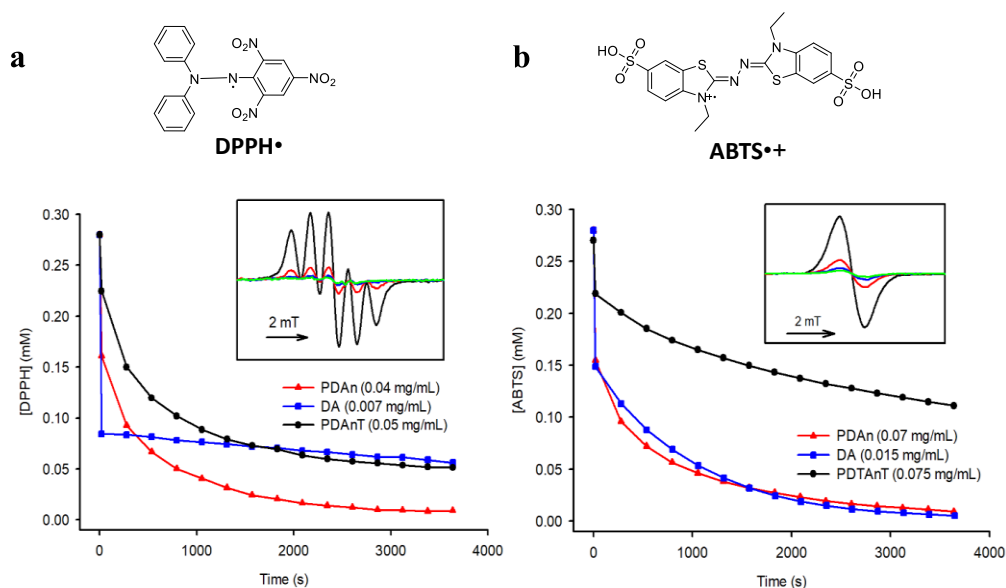 a
O₂N
N
N
·
NO₂
O₂N
DPPH•
[DPPH] (mM)
0.30
0.25
0.20
0.15
0.10
0.05
0.00
2 mT
PDAn (0.04 mg/mL)
DA (0.007 mg/mL)
PDAnT (0.05 mg/mL)
0
1000
2000
3000
4000
Time (s)
b
HO
O
S
O
S
N+·
N
N
N
S
O
S
O
OH
ABTS•+
[ABTS] (mM)
0.30
0.25
0.20
0.15
0.10
0.05
0.00
2 mT
PDAn (0.07 mg/mL)
DA (0.015 mg/mL)
PDTAnT (0.075 mg/mL)
0
1000
2000
3000
4000
Time (s)